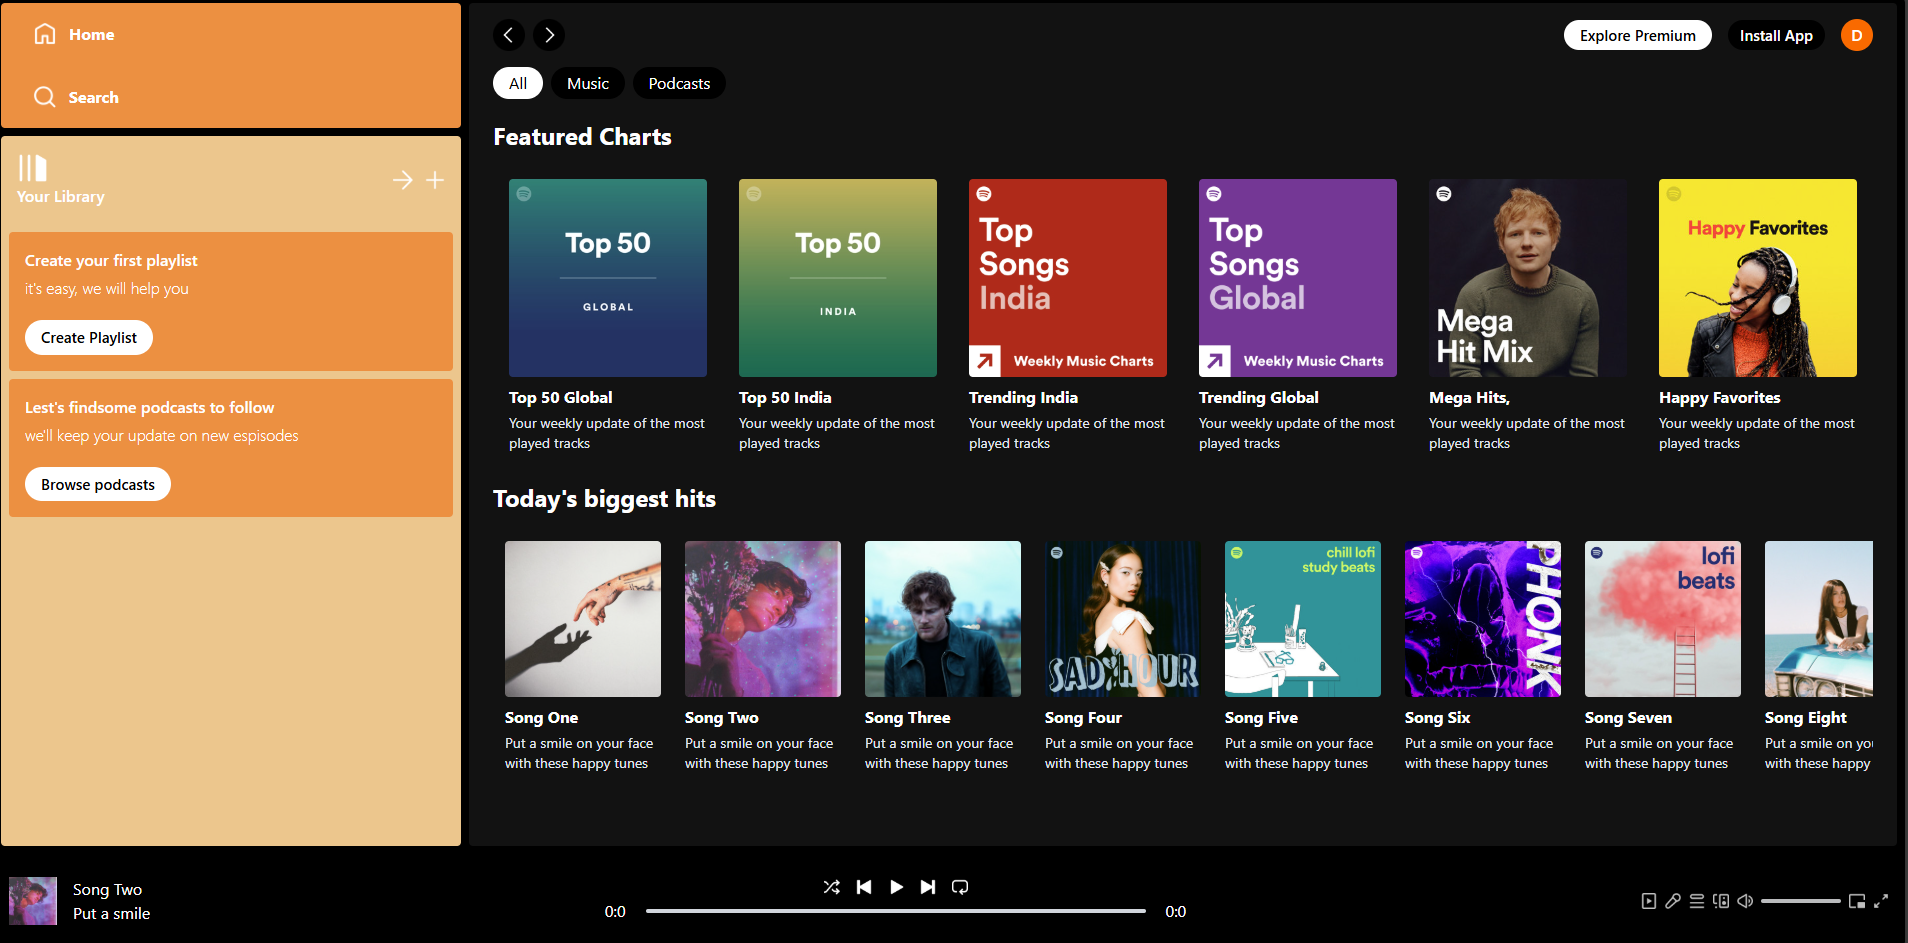 Home
Search
Your Library
Create your first playlist
it's easy, we will help you
Create Playlist
Lest's findsome podcasts to follow
we'll keep your update on new espisodes
Browse podcasts
Explore Premium
Install App
D
All
Music
Podcasts
Featured Charts
Top 50
GLOBAL
Top 50 Global
Your weekly update of the most
played tracks
Top 50
INDIA
Top 50 India
Your weekly update of the most
played tracks
Top
Songs
India
Weekly Music Charts
Trending India
Your weekly update of the most
played tracks
Top
Songs
Global
Weekly Music Charts
Trending Global
Your weekly update of the most
played tracks
Mega
Hit Mix
Mega Hits,
Your weekly update of the most
played tracks
Happy Favorites
Happy Favorites
Your weekly update of the most
played tracks
Today's biggest hits
Song One
Put a smile on your face
with these happy tunes
Song Two
Put a smile on your face
with these happy tunes
Song Three
Put a smile on your face
with these happy tunes
SAD HOUR
Song Four
Put a smile on your face
with these happy tunes
chill lofi
study beats
Song Five
Put a smile on your face
with these happy tunes
PHONK
Song Six
Put a smile on your face
with these happy tunes
lofi
beats
Song Seven
Put a smile on your face
with these happy tunes
Song Eight
Put a smile on you
with these happy
Song Two
Put a smile
0:0
0:0